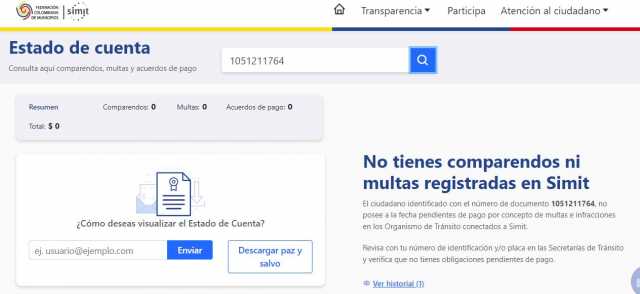 FEDERACIÓN
COLOMBIANA
DE MUNICIPIOS
simit
Transparencia
Participa
Atención al ciudadano
Estado de cuenta
Consulta aquí comparendos, multas y acuerdos de pago
1051211764
Resumen Comparendos: 0 Multas: 0 Acuerdos de pago: 0
Total: $ 0
¿Cómo deseas visualizar el Estado de Cuenta?
ej. usuario@ejemplo.com Enviar
Descargar paz y
salvo
No tienes comparendos ni
multas registradas en Simit
El ciudadano identificado con el número de documento 1051211764, no
posee a la fecha pendientes de pago por concepto de multas e infracciones
en los Organismo de Tránsito conectados a Simit.
Revisa con tu número de identificación y/o placa en las Secretarías de Tránsito
y verifica que no tienes obligaciones pendientes de pago.
Ver historial (1)